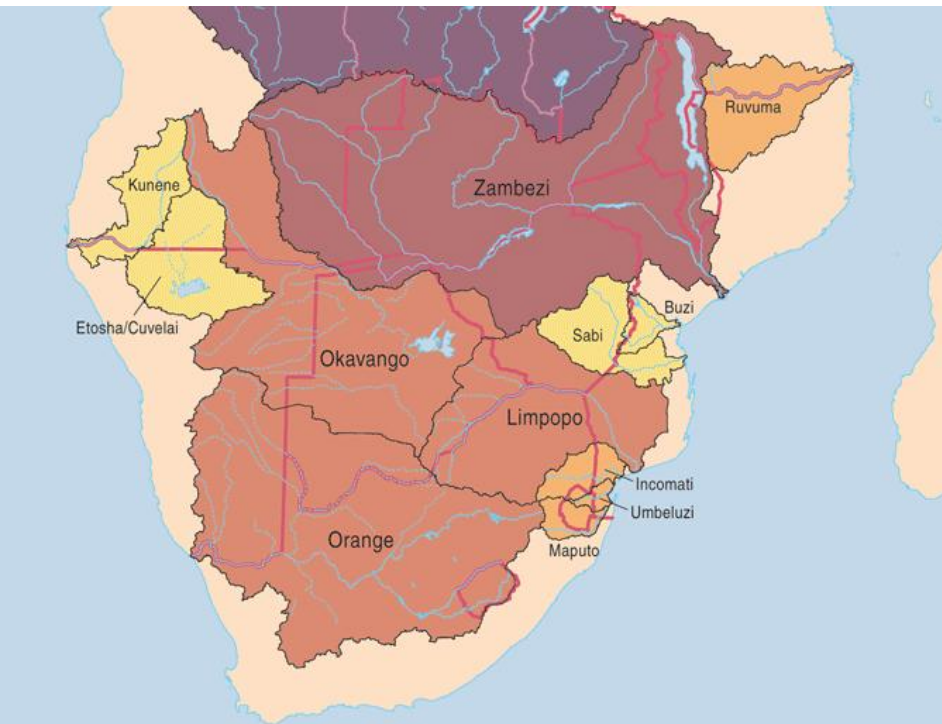 Ruvuma
Kunene
Zambezi
Etosha/Cuvelai
Buzi
Sabi
Okavango
Limpopo
Incomati
Umbeluzi
Orange
Maputo